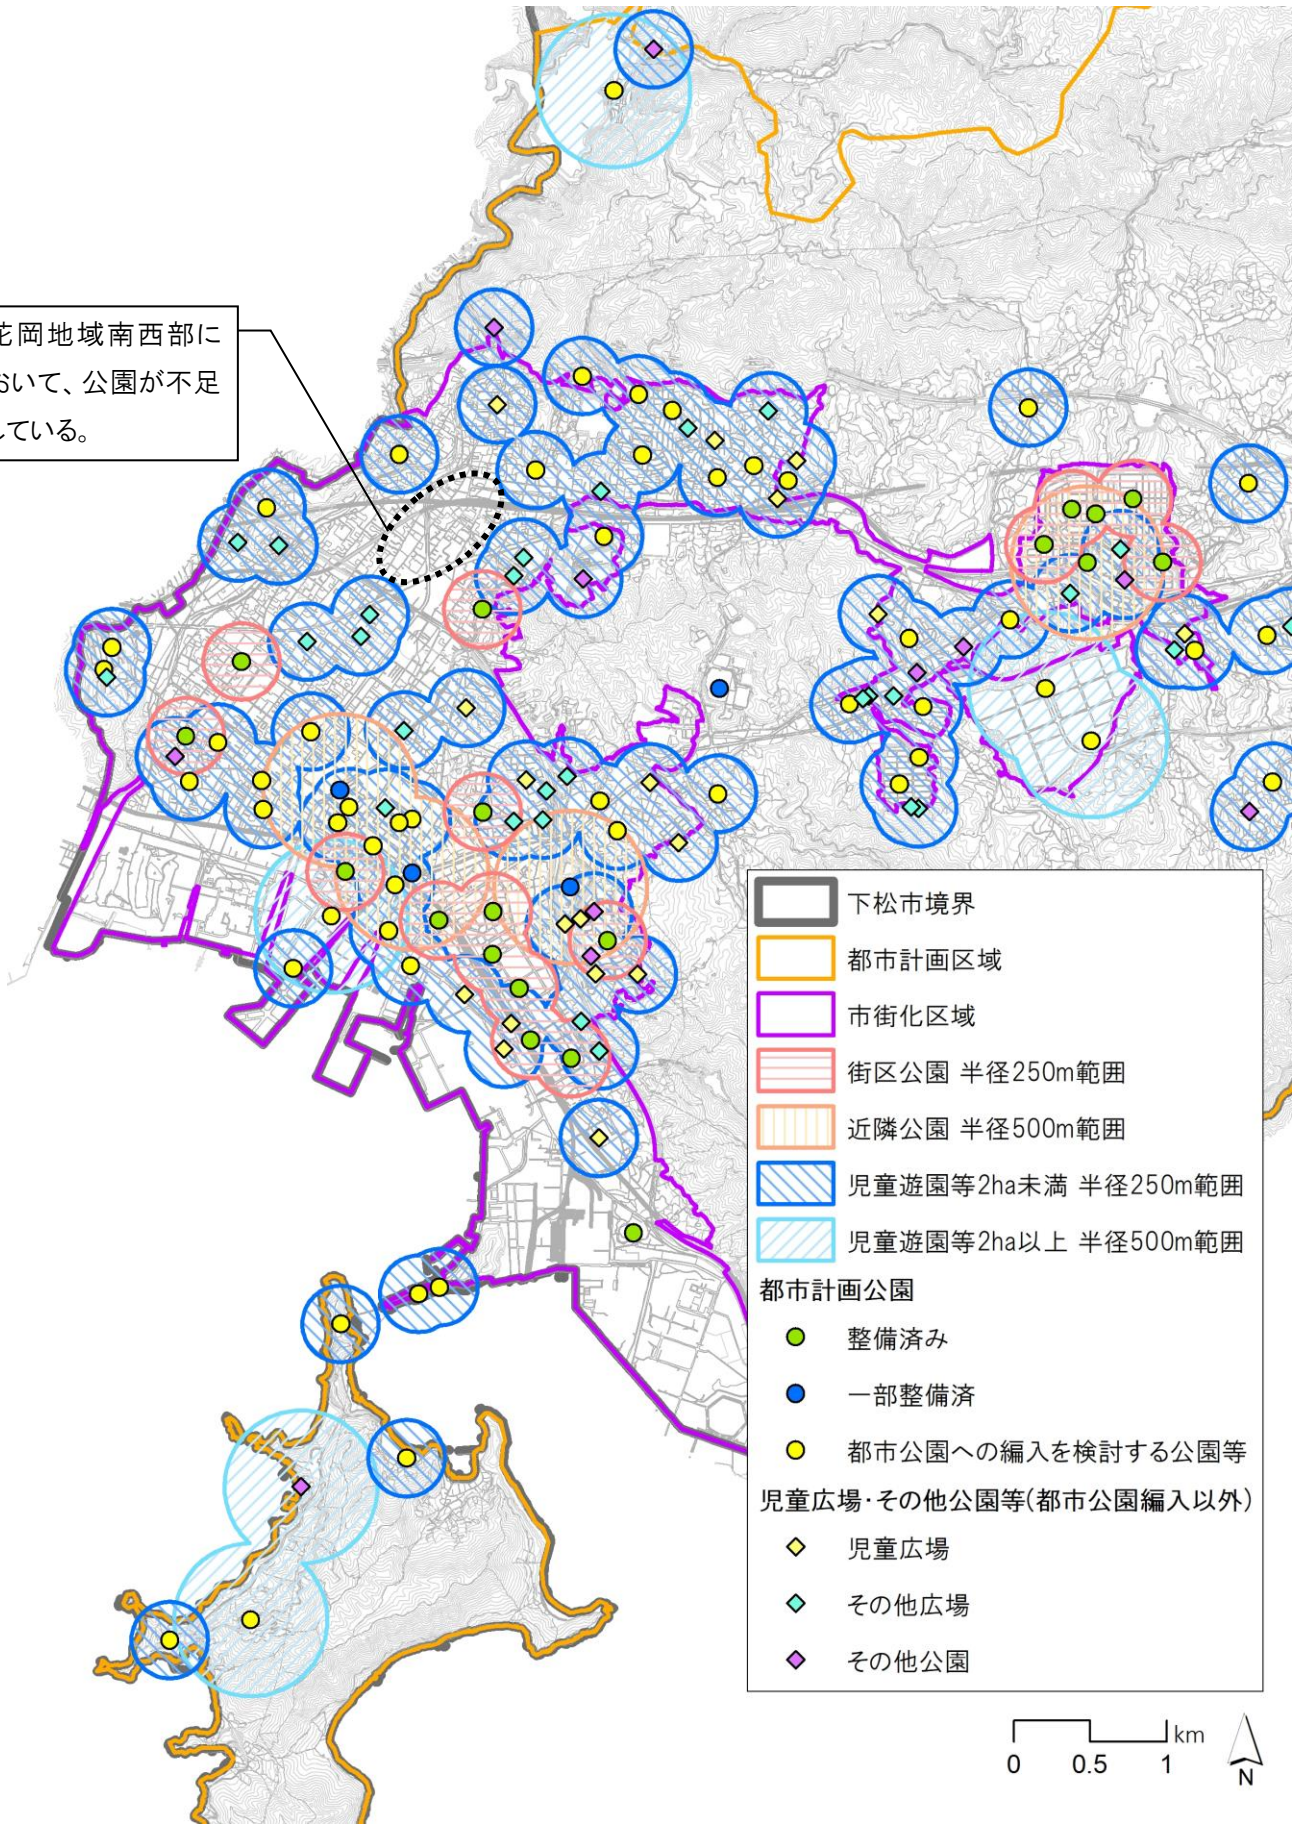 花岡地域南西部に
おいて、公園が不足
している。
下松市境界
都市計画区域
市街化区域
街区公園 半径250m範囲
近隣公園 半径500m範囲
児童遊園等2ha未満 半径250m範囲
児童遊園等2ha以上 半径500m範囲
都市計画公園
整備済み
一部整備済
都市公園への編入を検討する公園等
児童広場・その他公園等(都市公園編入以外)
児童広場
その他広場
その他公園
km
0 0.5 1
N